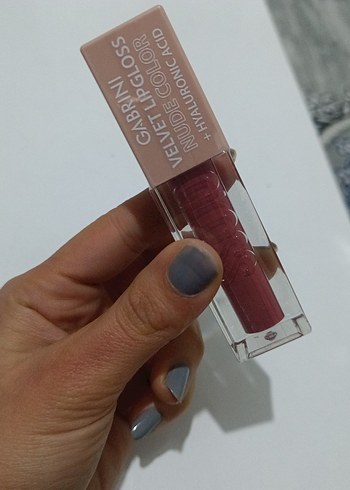 GABRINI
VELVET LIPGLOSS
NUDE COLOR
+ HYALURONIC ACID